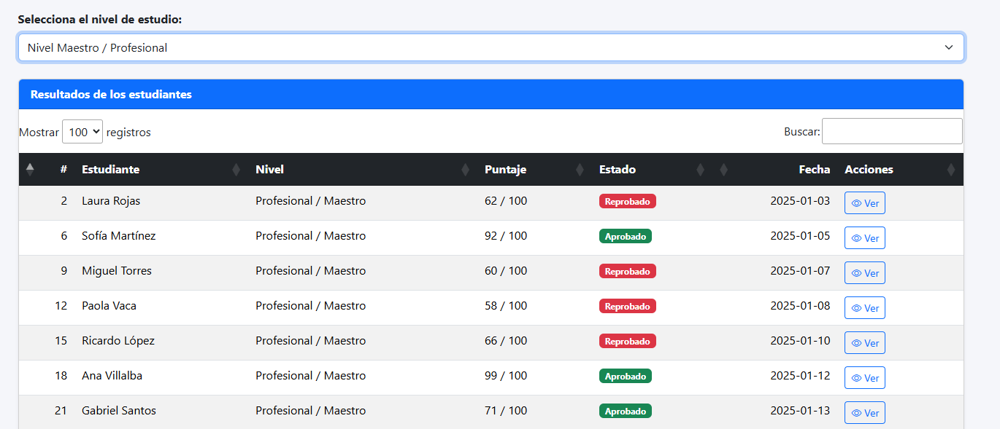 Selecciona el nivel de estudio:
Nivel Maestro / Profesional
Resultados de los estudiantes
Mostrar 100 registros Buscar:
# Estudiante Nivel Puntaje Estado Fecha Acciones
2 Laura Rojas Profesional / Maestro 62 / 100 Reprobado 2025-01-03 Ver
6 Sofía Martínez Profesional / Maestro 92 / 100 Aprobado 2025-01-05 Ver
9 Miguel Torres Profesional / Maestro 60 / 100 Reprobado 2025-01-07 Ver
12 Paola Vaca Profesional / Maestro 58 / 100 Reprobado 2025-01-08 Ver
15 Ricardo López Profesional / Maestro 66 / 100 Reprobado 2025-01-10 Ver
18 Ana Villalba Profesional / Maestro 99 / 100 Aprobado 2025-01-12 Ver
21 Gabriel Santos Profesional / Maestro 71 / 100 Aprobado 2025-01-13 Ver